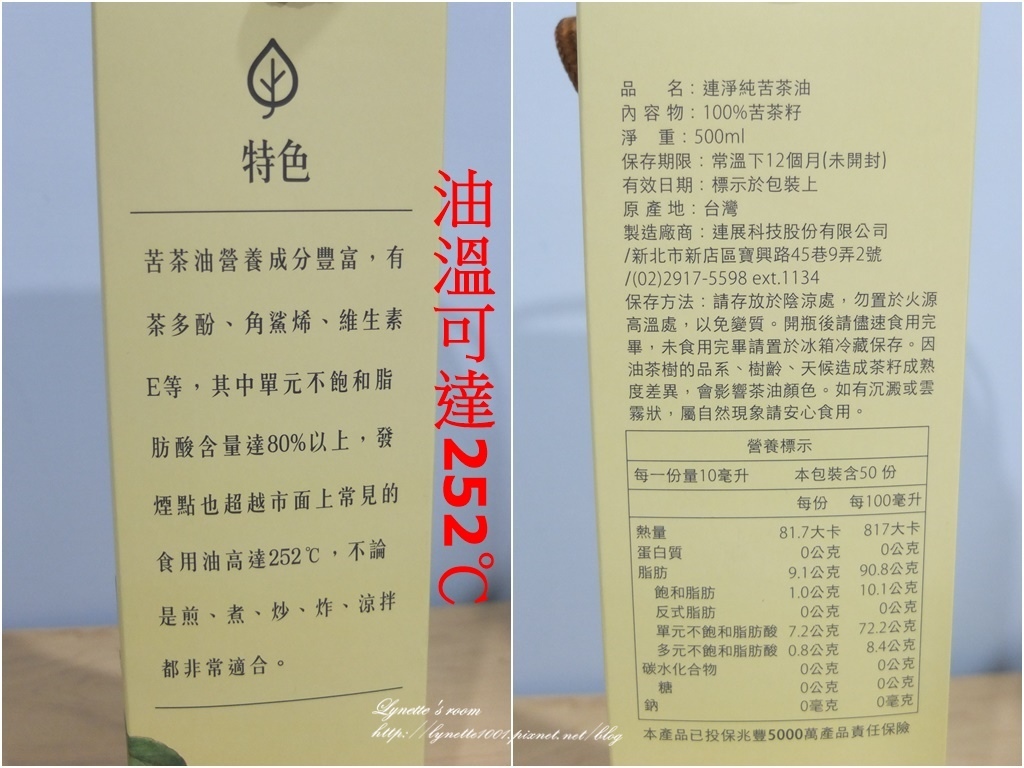 特色
苦茶油營養成分豐富，有
茶多酚、角鯊烯、維生素
E等，其中單元不飽和脂
肪酸含量達80%以上，發
煙點也超越市面上常見的
食用油高達252℃，不論
是煎、煮、炒、炸、涼拌
都非常適合。
油溫可達252℃
品　　名：連淨純苦茶油
內 容 物：100%苦茶籽
淨　重：500ml
保存期限：常溫下12個月(未開封)
有效日期：標示於包裝上
原 產 地：台灣
製造廠商：連展科技股份有限公司
/新北市新店區寶興路45巷9弄2號
/(02)2917-5598 ext.1134
保存方法：請存放於陰涼處，勿置於火源
高溫處，以免變質。開瓶後請儘速食用完
畢，未食用完畢請置於冰箱冷藏保存。因
油茶樹的品系、樹齡、天候造成茶籽成熟
度差異，會影響茶油顏色。如有沉澱或雲
霧狀，屬自然現象請安心食用。
營養標示
每一份量10毫升　本包裝含50 份
每份　每100毫升
熱量　81.7大卡　817大卡
蛋白質　0公克　0公克
脂肪　9.1公克　90.8公克
飽和脂肪　1.0公克　10.1公克
反式脂肪　0公克　0公克
單元不飽和脂肪酸　7.2公克　72.2公克
多元不飽和脂肪酸　0.8公克　8.4公克
碳水化合物　0公克　0公克
糖　0公克　0公克
鈉　0毫克　0毫克
本產品已投保兆豐5000萬產品責任保險
Lynette's room
http://lynette1001.pixnet.net/blog